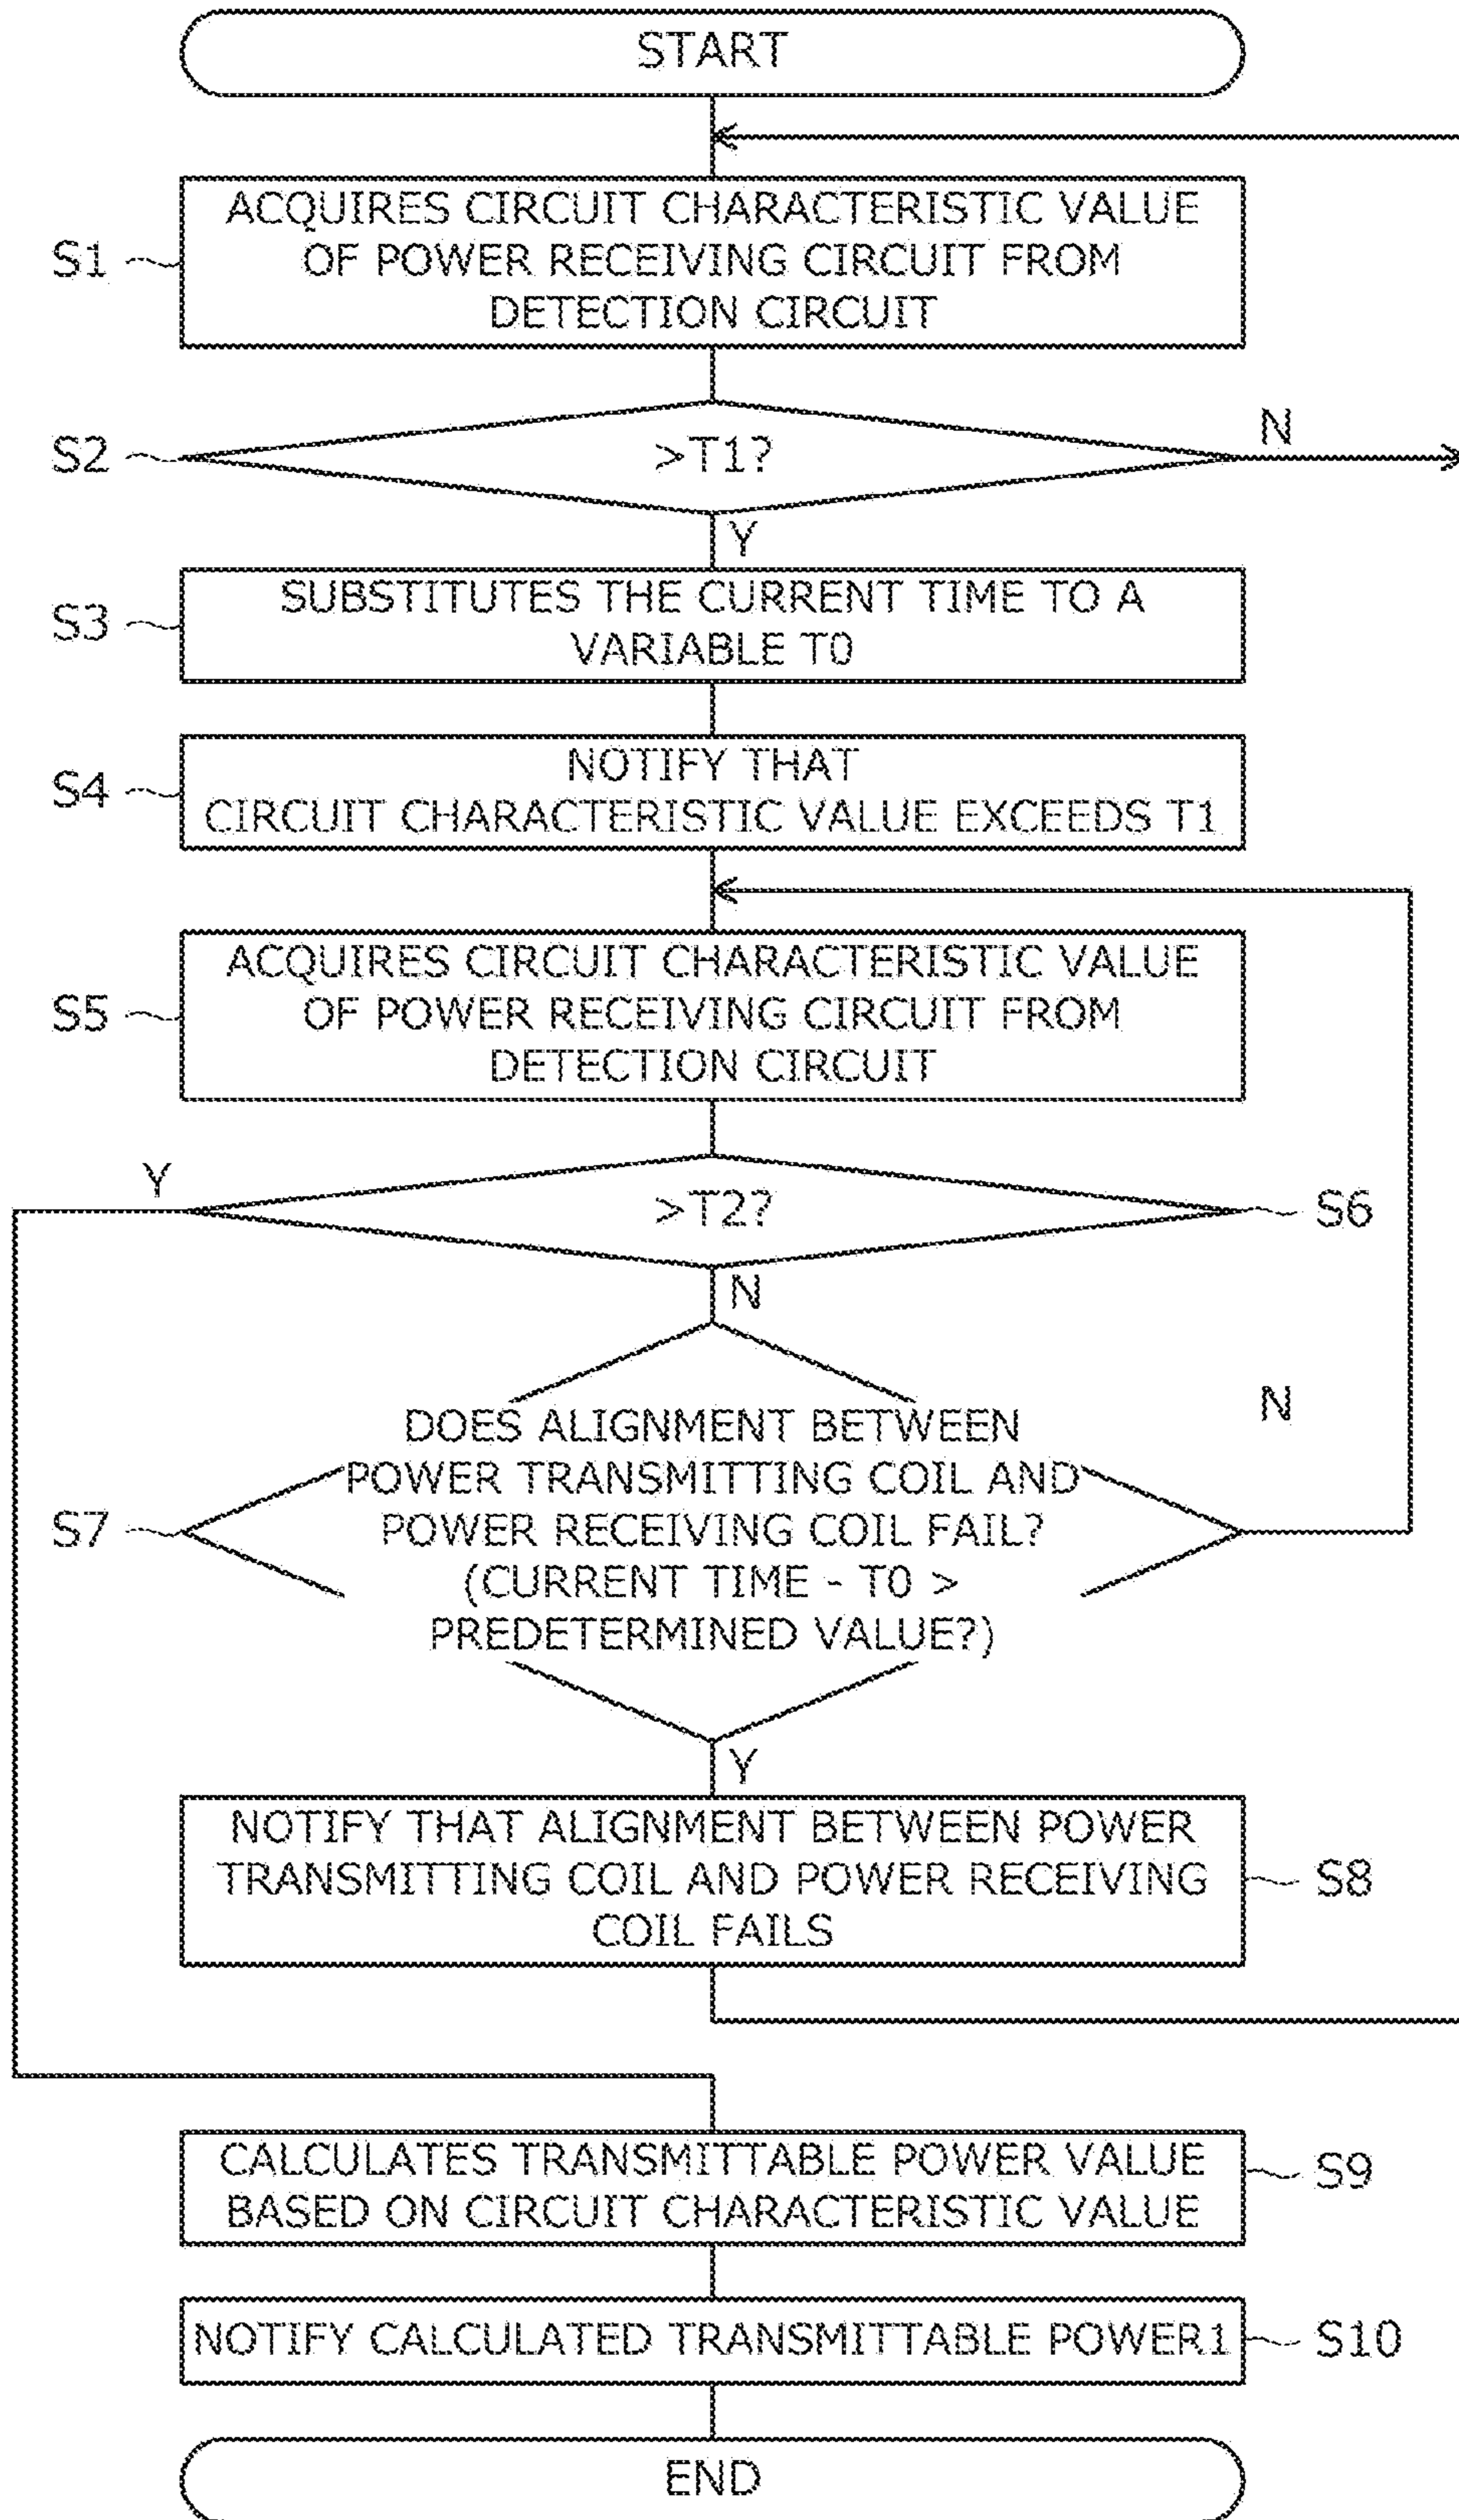 START
ACQUIRES CIRCUIT CHARACTERISTIC VALUE
OF POWER RECEIVING CIRCUIT FROM
DETECTION CIRCUIT
S1
S2
>T1?
N
Y
SUBSTITUTES THE CURRENT TIME TO A
VARIABLE T0
S3
NOTIFY THAT
CIRCUIT CHARACTERISTIC VALUE EXCEEDS T1
S4
ACQUIRES CIRCUIT CHARACTERISTIC VALUE
OF POWER RECEIVING CIRCUIT FROM
DETECTION CIRCUIT
S5
Y
>T2?
S6
N
DOES ALIGNMENT BETWEEN
POWER TRANSMITTING COIL AND
POWER RECEIVING COIL FAIL?
(CURRENT TIME - T0 >
PREDETERMINED VALUE?)
S7
N
Y
NOTIFY THAT ALIGNMENT BETWEEN POWER
TRANSMITTING COIL AND POWER RECEIVING
COIL FAILS
S8
CALCULATES TRANSMITTABLE POWER VALUE
BASED ON CIRCUIT CHARACTERISTIC VALUE
S9
NOTIFY CALCULATED TRANSMITTABLE POWER1
S10
END